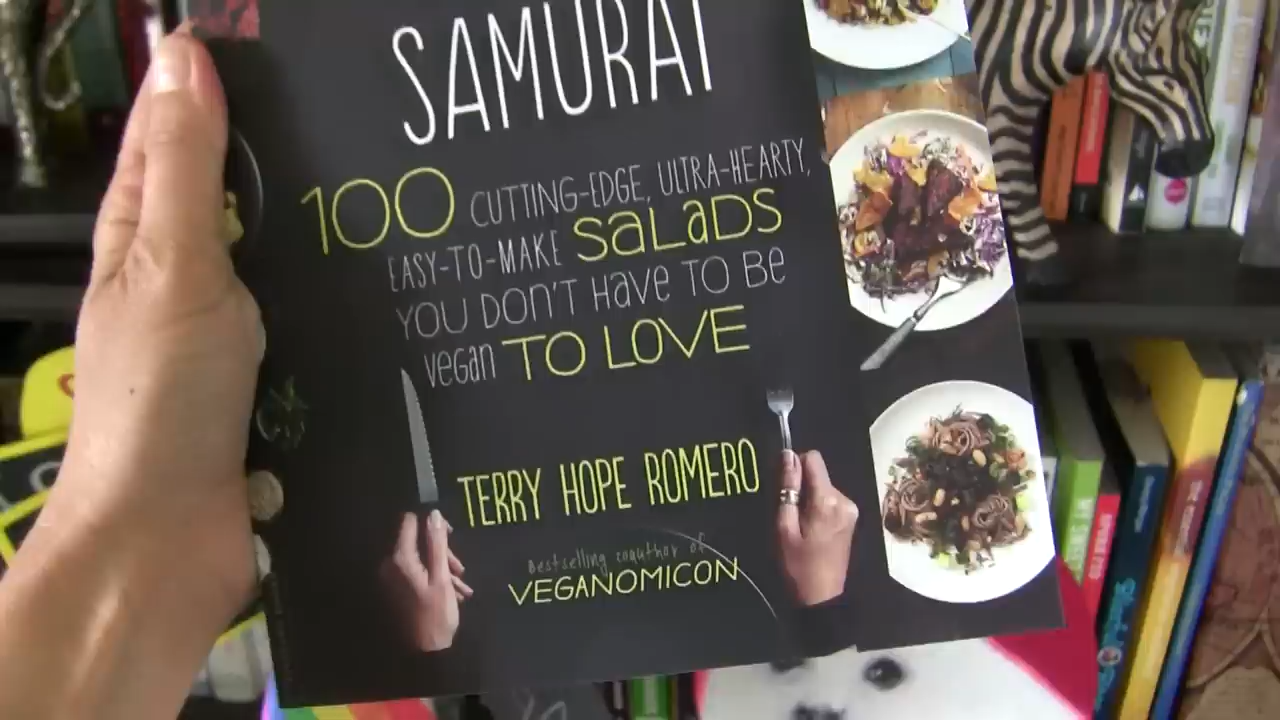 SAMURAI
100 CUTTING-EDGE, ULTRA-HEARTY,
EASY-TO-MAKE SALADS
YOU DON'T HAVE TO BE
vegan TO LOVE
TERRY HOPE ROMERO
Bestselling coauthor of
VEGANOMICON